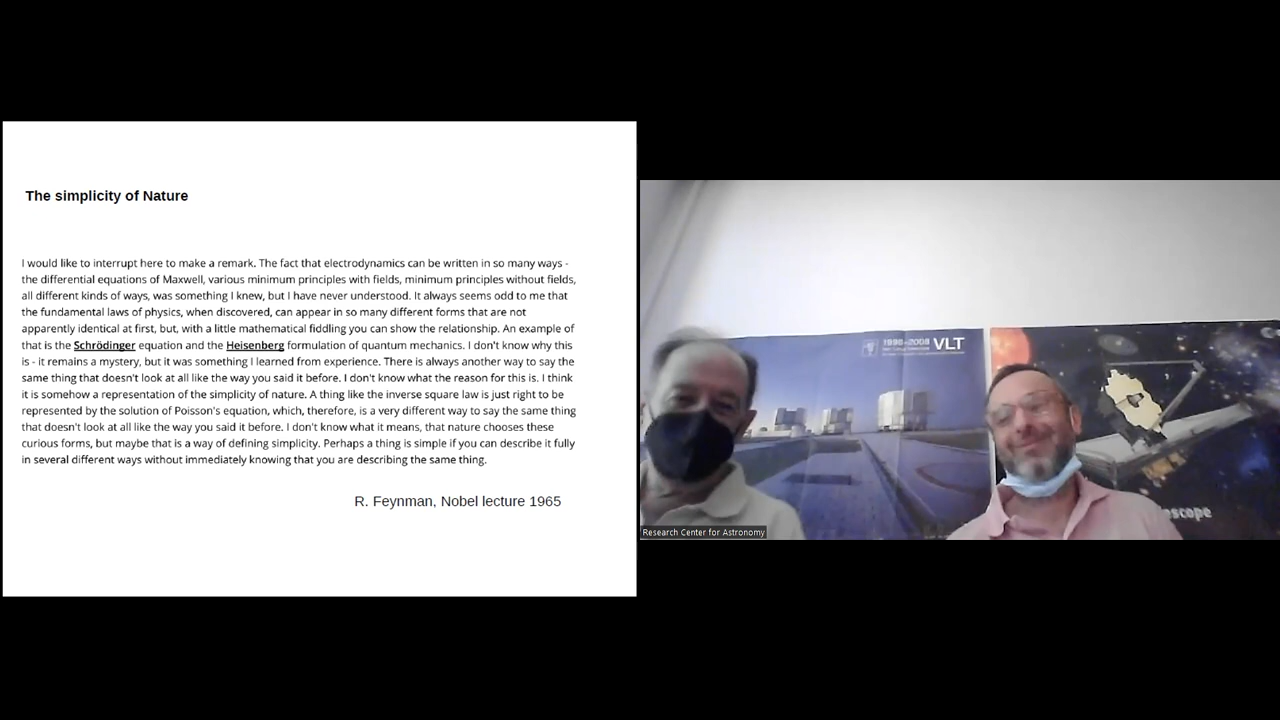 The simplicity of Nature
I would like to interrupt here to make a remark. The fact that electrodynamics can be written in so many ways -
the differential equations of Maxwell, various minimum principles with fields, minimum principles without fields,
all different kinds of ways, was something I knew, but I have never understood. It always seems odd to me that
the fundamental laws of physics, when discovered, can appear in so many different forms that are not
apparently identical at first, but, with a little mathematical fiddling you can show the relationship. An example of
that is the Schrödinger equation and the Heisenberg formulation of quantum mechanics. I don't know why this
is - it remains a mystery, but it was something I learned from experience. There is always another way to say the
same thing that doesn't look at all like the way you said it before. I don't know what the reason for this is. I think
it is somehow a representation of the simplicity of nature. A thing like the inverse square law is just right to be
represented by the solution of Poisson's equation, which, therefore, is a very different way to say the same thing
that doesn't look at all like the way you said it before. I don't know what it means, that nature chooses these
curious forms, but maybe that is a way of defining simplicity. Perhaps a thing is simple if you can describe it fully
in several different ways without immediately knowing that you are describing the same thing.
R. Feynman, Nobel lecture 1965
VLT
Research Center for Astronomy